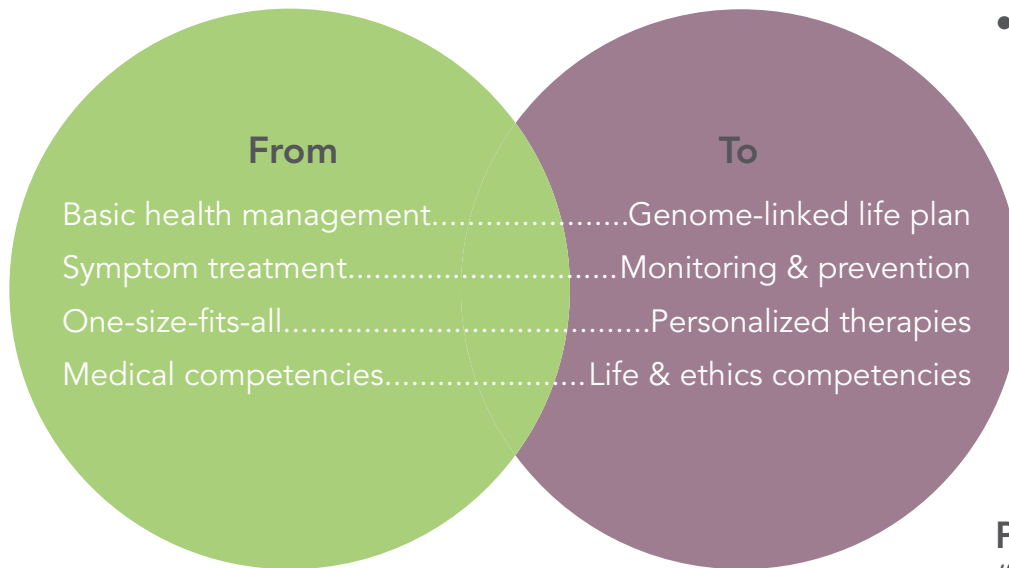 •
From To
Basic health management......................Genome-linked life plan
Symptom treatment...............................Monitoring & prevention
One-size-fits-all..........................................Personalized therapies
Medical competencies.......................Life & ethics competencies